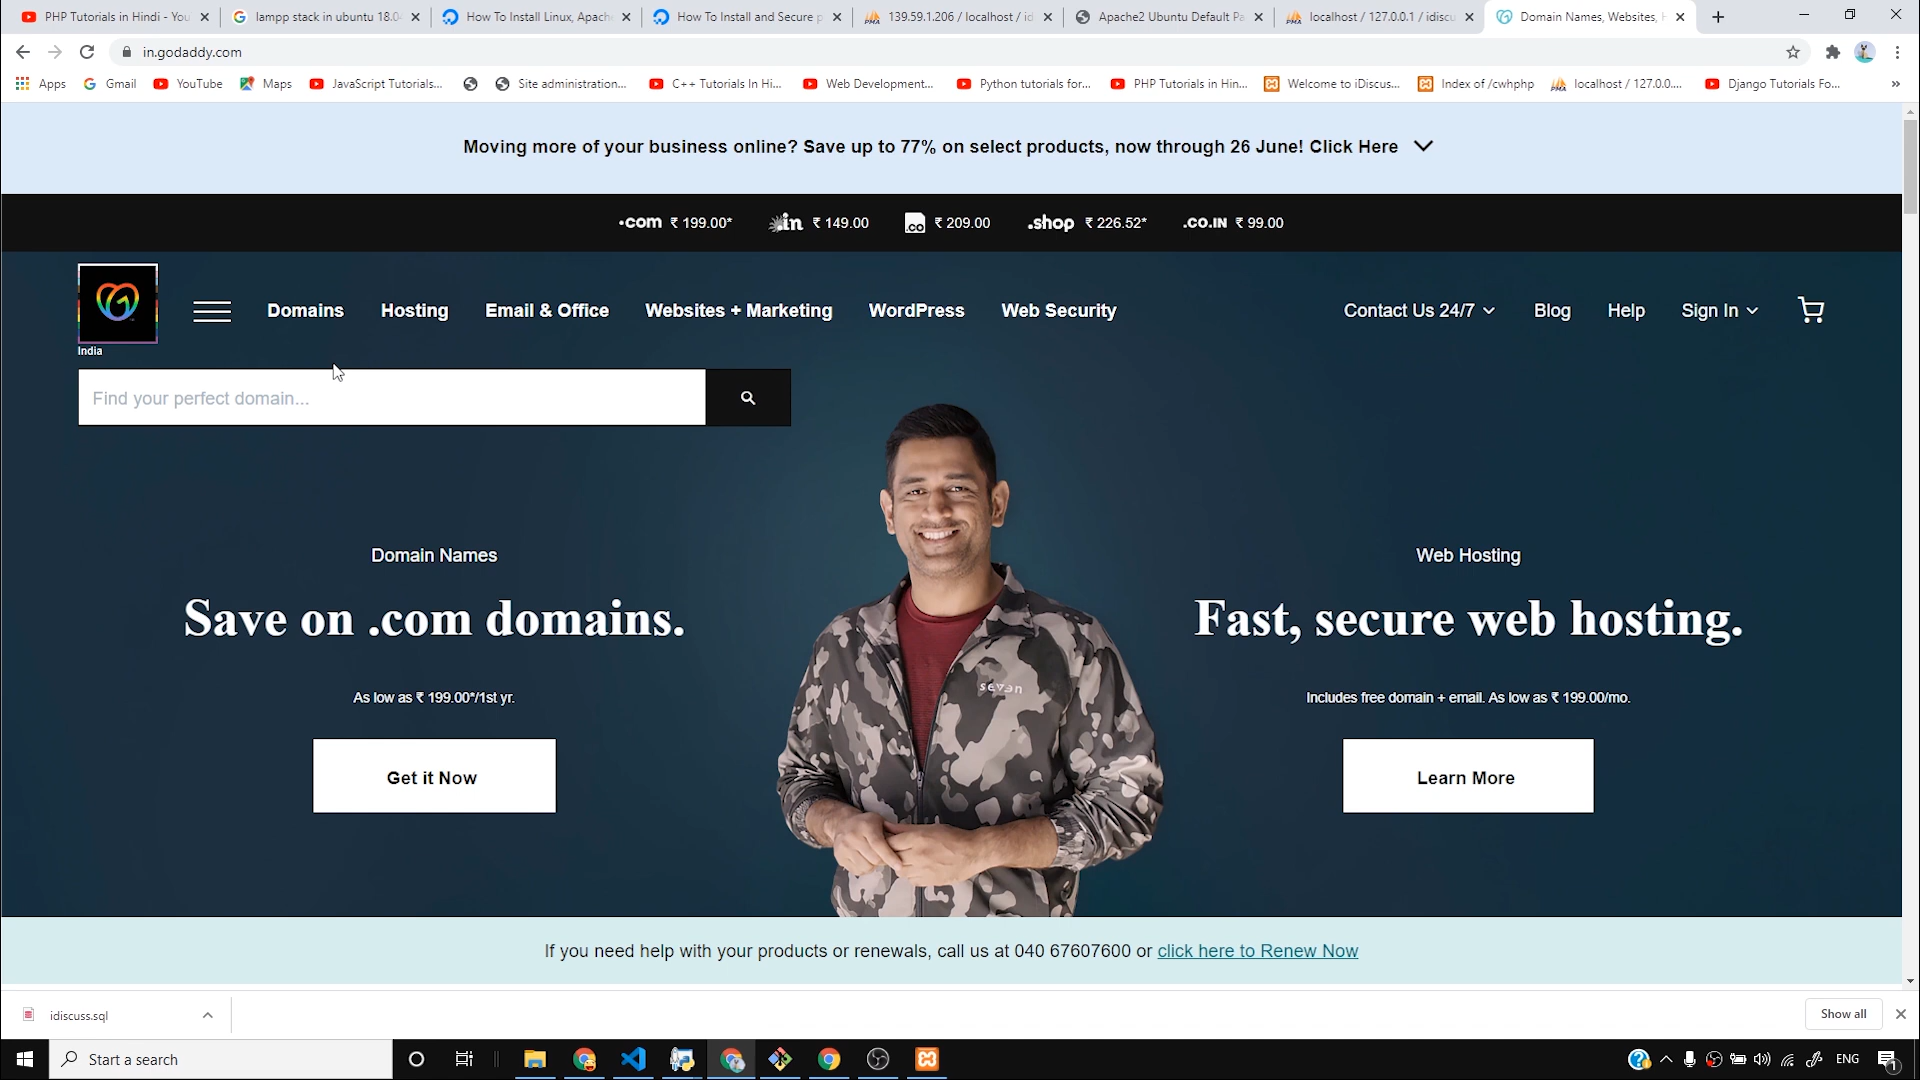 PHP Tutorials in Hindi - You
lampp stack in ubuntu 18.0
How To Install Linux, Apach
How To Install and Secure p
139.59.1.206 / localhost / id
Apache2 Ubuntu Default Pa
localhost / 127.0.0.1 / idiscu
Domain Names, Websites, H
in.godaddy.com
Apps
Gmail
YouTube
Maps
JavaScript Tutorials...
Site administration...
C++ Tutorials In Hi...
Web Development...
Python tutorials for...
PHP Tutorials in Hin...
Welcome to iDiscus...
Index of /cwhphp
localhost / 127.0.0....
Django Tutorials Fo...
Moving more of your business online? Save up to 77% on select products, now through 26 June! Click Here
.com ₹ 199.00*
.in ₹ 149.00
.co ₹ 209.00
.shop ₹ 226.52*
.CO.IN ₹ 99.00
India
Domains
Hosting
Email & Office
Websites + Marketing
WordPress
Web Security
Contact Us 24/7
Blog
Help
Sign In
Find your perfect domain...
Domain Names
Save on .com domains.
As low as ₹ 199.00*/1st yr.
Get it Now
seven
Web Hosting
Fast, secure web hosting.
Includes free domain + email. As low as ₹ 199.00/mo.
Learn More
If you need help with your products or renewals, call us at 040 67607600 or click here to Renew Now
idiscuss.sql
Show all
Start a search
ENG
1